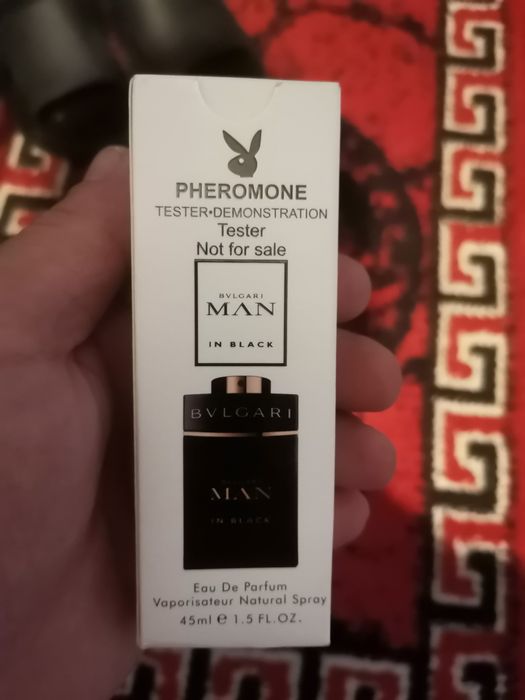 PHEROMONE
TESTER•DEMONSTRATION
Tester
Not for sale
BVLGARI
MAN
IN BLACK
BVLGARI
MAN
IN BLACK
Eau De Parfum
Vaporisateur Natural Spray
45ml e 1.5 FL.OZ.